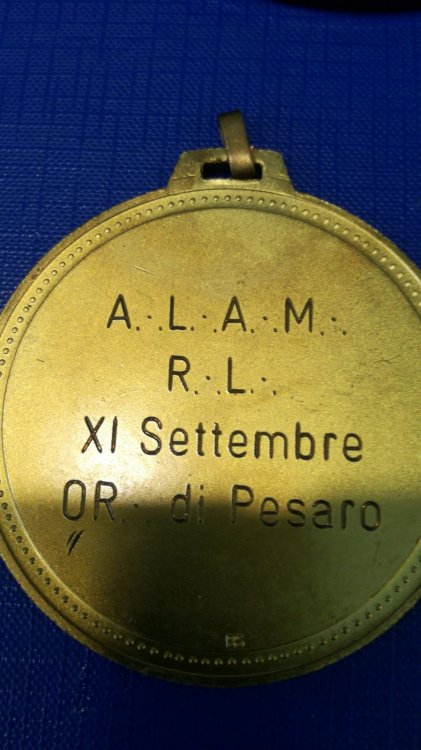 A∴L∴A∴M∴
R∴L∴
XI Settembre
OR∴ di Pesaro